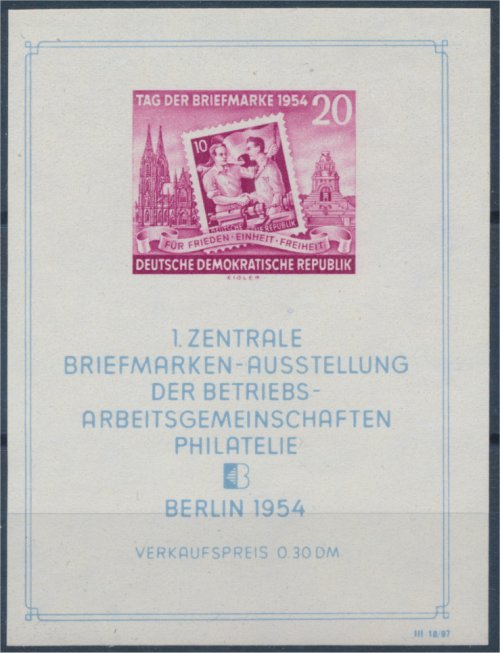 TAG DER BRIEFMARKE 1954 20
10
DEUTSCHE DEMOKRATISCHE REPUBLIK
FÜR FRIEDEN · EINHEIT · FREIHEIT
EIGLER
1. ZENTRALE
BRIEFMARKEN-AUSSTELLUNG
DER BETRIEBS-
ARBEITSGEMEINSCHAFTEN
PHILATELIE
B
BERLIN 1954
VERKAUFSPREIS 0.30 DM
III 18/97